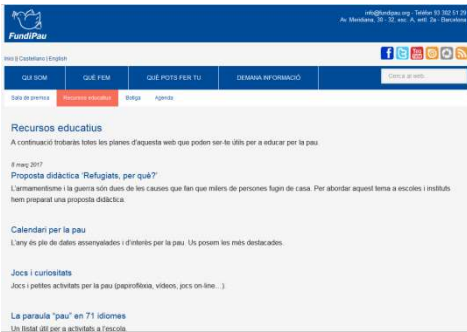 info@fundipau.org - Telèfon 93 302 51 29
Av. Meridiana, 30 - 32, esc. A, entl. 2a - Barcelona
FundiPau
Inici || Castellano | English
You Tube
QUI SOM
QUÈ FEM
QUÈ POTS FER TU
DEMANA INFORMACIÓ
Cerca al web...
Sala de premsa
Recursos educatius
Botiga
Agenda
Recursos educatius
A continuació trobaràs totes les planes d'aquesta web que poden ser-te útils per a educar per la pau.
8 març 2017
Proposta didàctica 'Refugiats, per què?'
L'armamentisme i la guerra són dues de les causes que fan que milers de persones fugin de casa. Per abordar aquest tema a escoles i instituts
hem preparat una proposta didàctica.
Calendari per la pau
L'any és ple de dates assenyalades i d'interès per la pau. Us posem les més destacades.
Jocs i curiositats
Jocs i petites activitats per la pau (paproflèxia, vídeos, jocs on-line…).
La paraula "pau" en 71 idiomes
Un llistat útil per a activitats a l'escola.